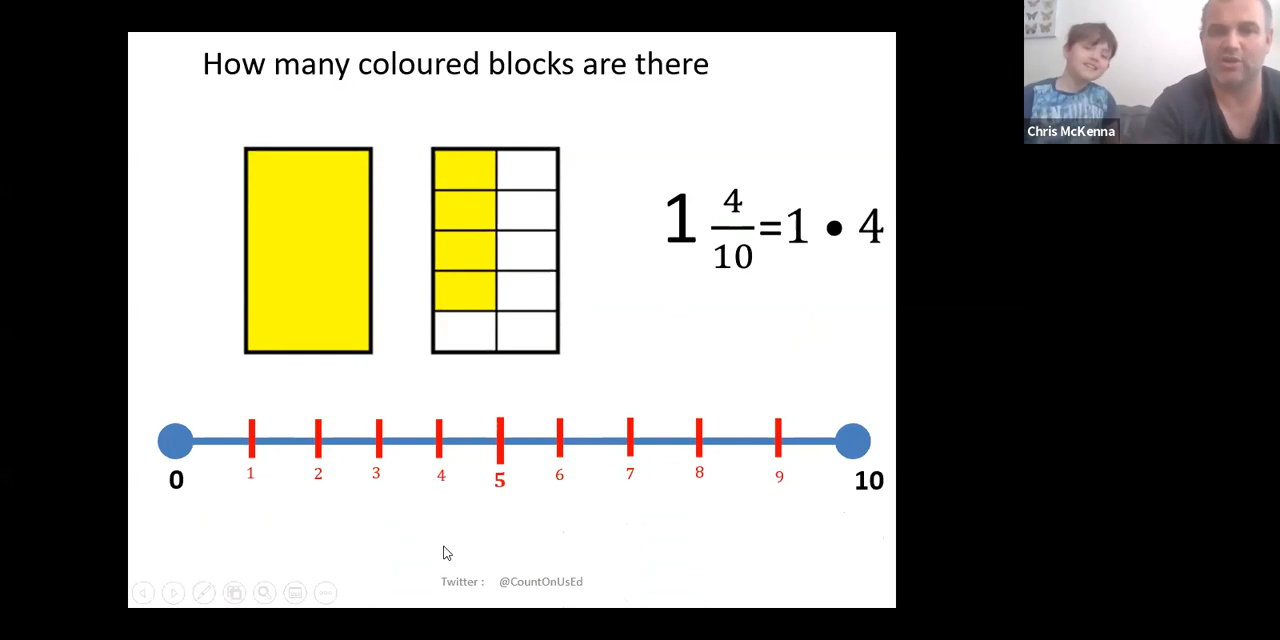 How many coloured blocks are there
Chris McKenna
1 4/10 =1 • 4
0 1 2 3 4 5 6 7 8 9 10
Twitter : @CountOnUsEd